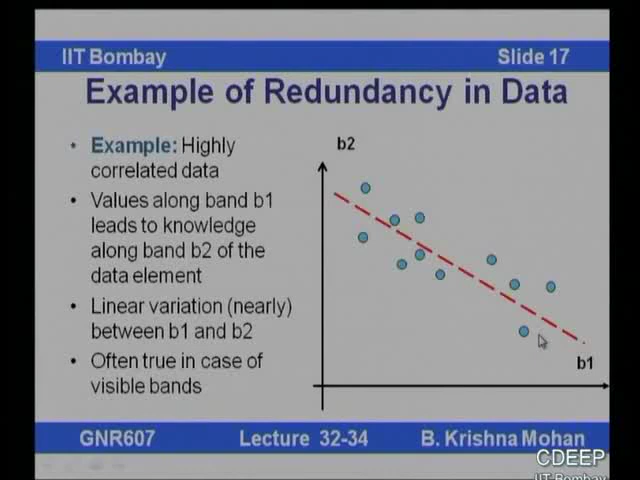 IIT Bombay
Slide 17
Example of Redundancy in Data
• Example: Highly
correlated data
• Values along band b1
leads to knowledge
along band b2 of the
data element
• Linear variation (nearly)
between b1 and b2
• Often true in case of
visible bands
b2
b1
GNR607
Lecture 32-34
B. Krishna Mohan
CDEEP
IIT Bombay